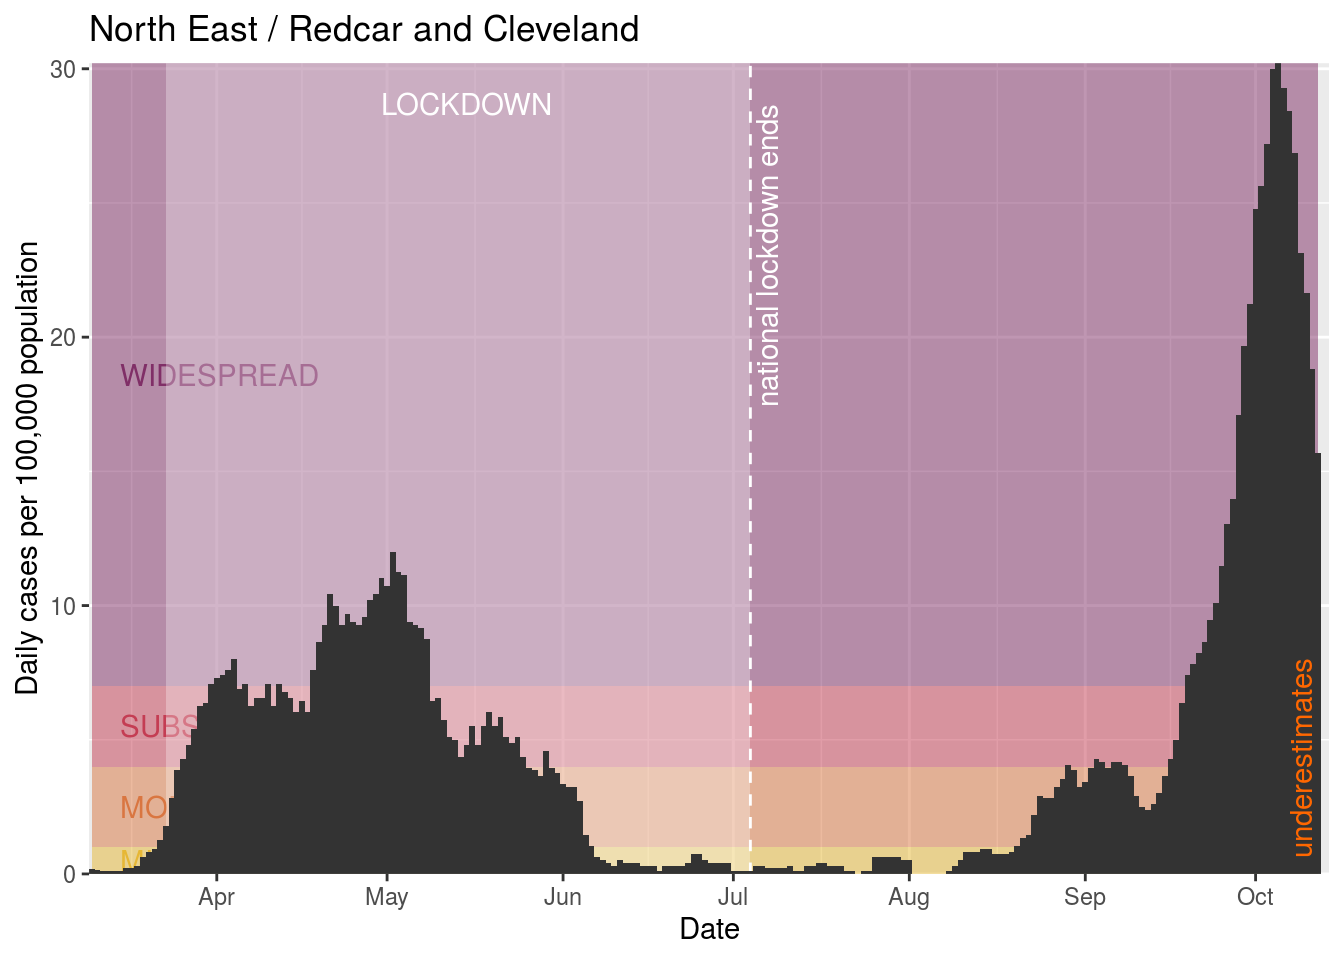 North East / Redcar and Cleveland
Daily cases per 100,000 population
30
20
10
0
LOCKDOWN
national lockdown ends
WIDESPREAD
SUBS
MO
M
underestimates
Apr May Jun Jul Aug Sep Oct
Date